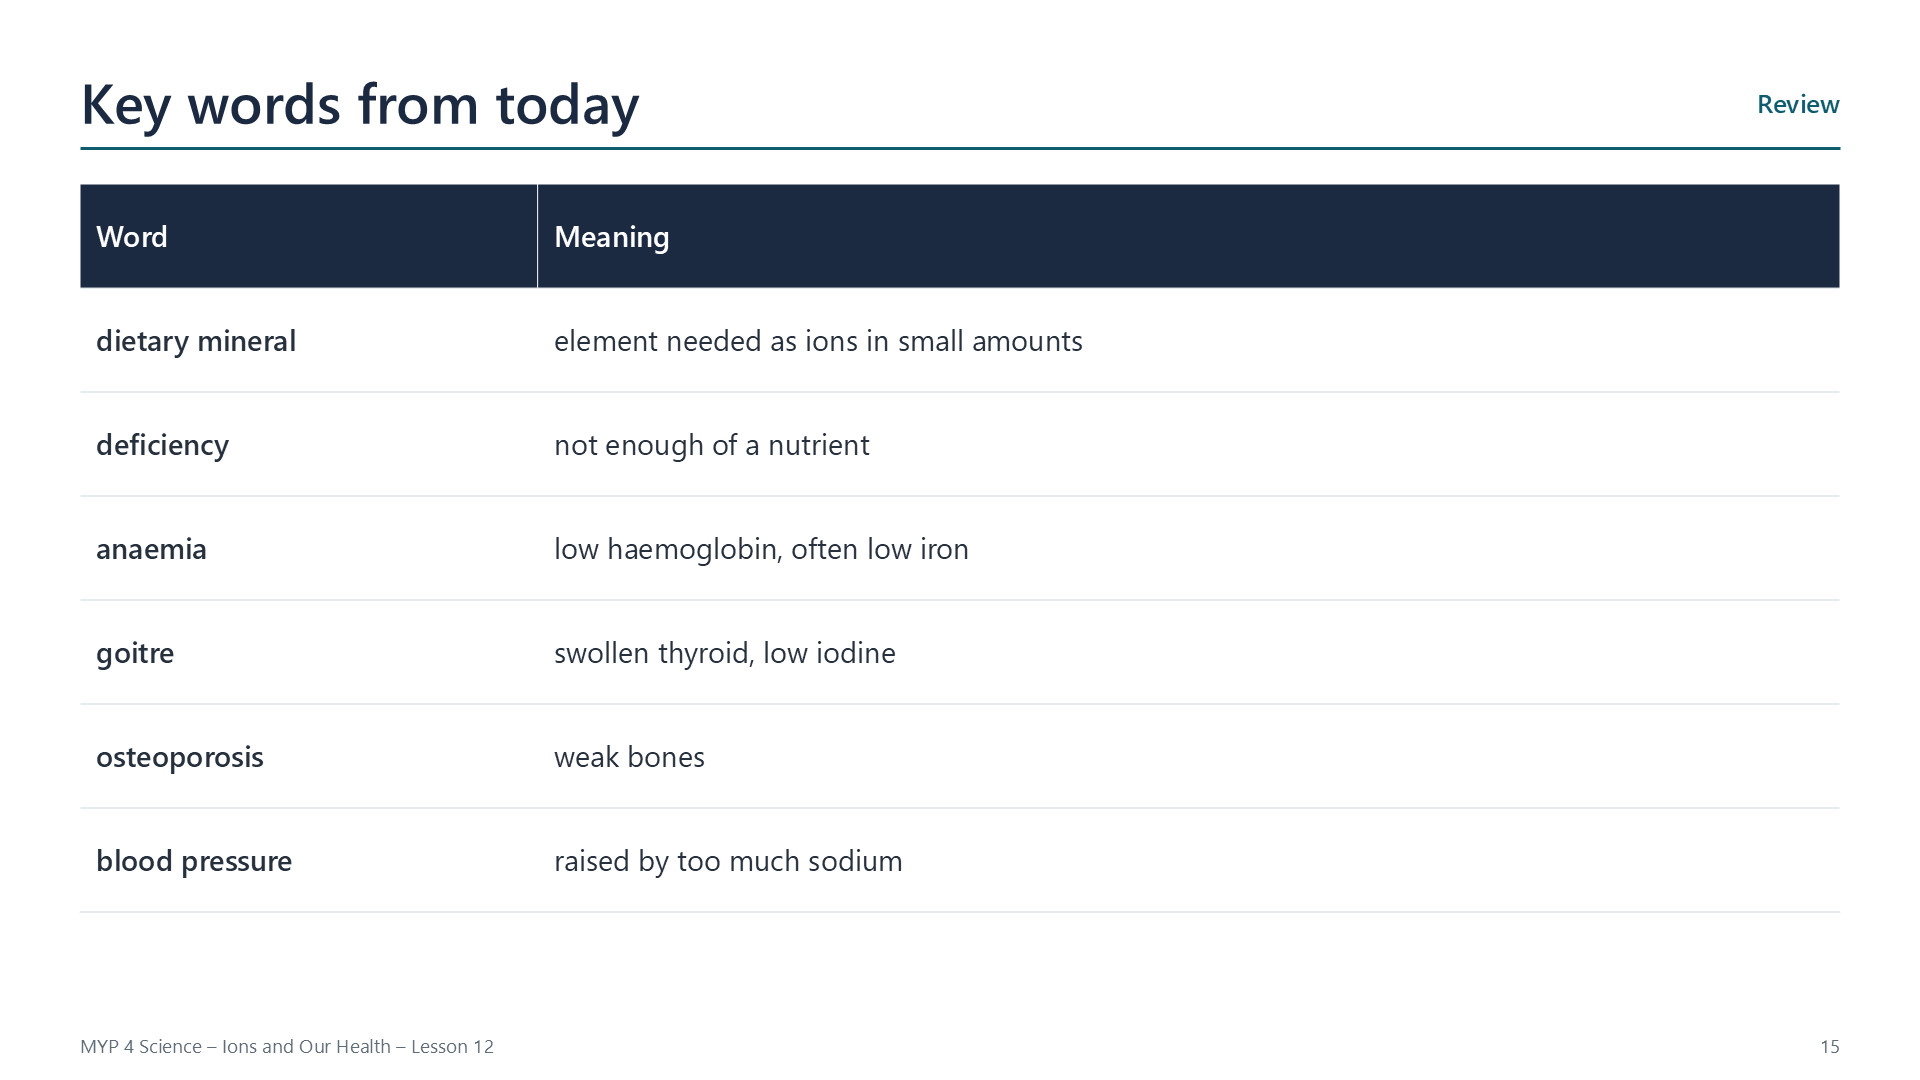 Key words from today
Review
Word
Meaning
dietary mineral
element needed as ions in small amounts
deficiency
not enough of a nutrient
anaemia
low haemoglobin, often low iron
goitre
swollen thyroid, low iodine
osteoporosis
weak bones
blood pressure
raised by too much sodium
MYP 4 Science – Ions and Our Health – Lesson 12
15